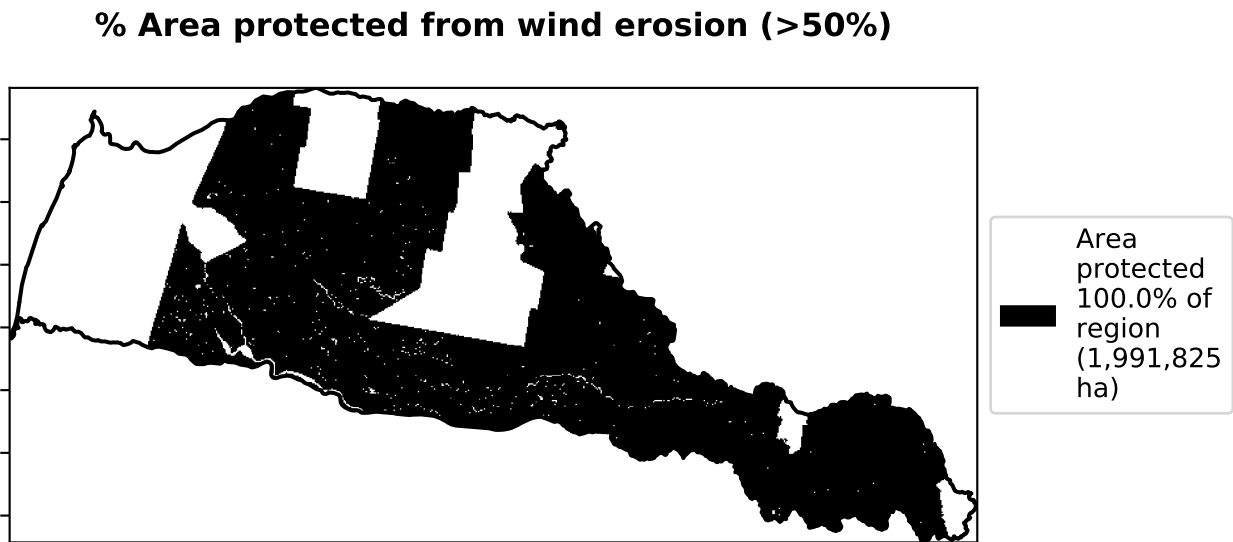 % Area protected from wind erosion (>50%)
Area
protected
100.0% of
region
(1,991,825
ha)